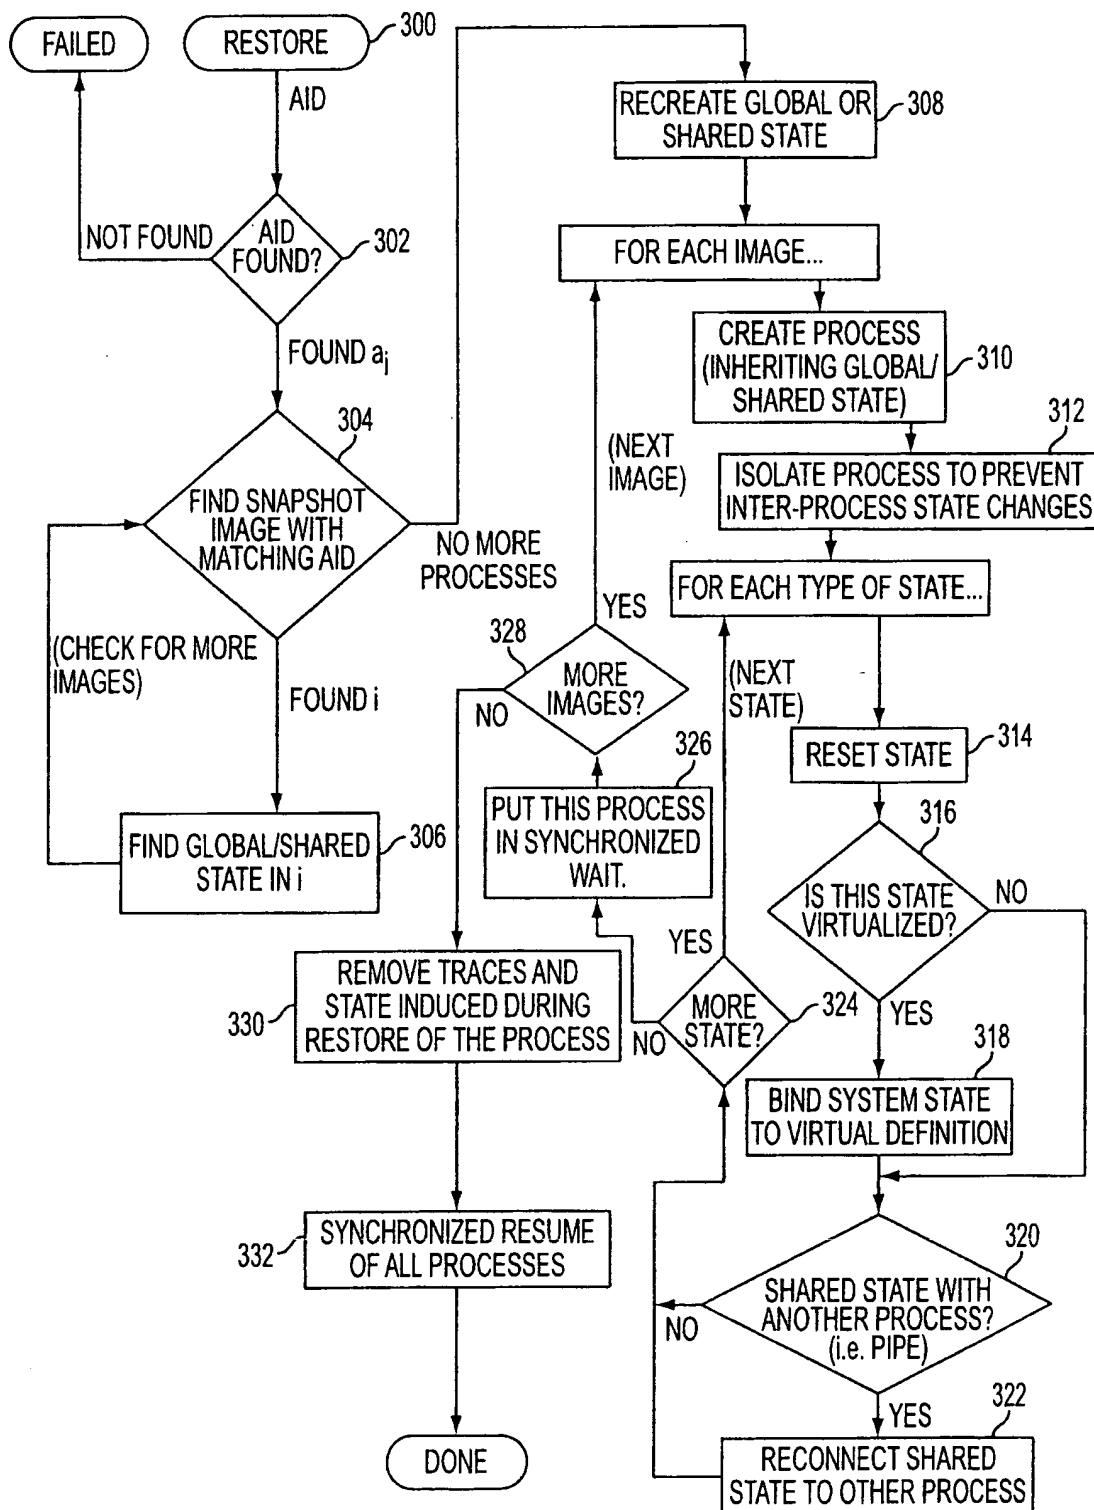 FAILED
RESTORE
300
AID
NOT FOUND
AID
FOUND?
302
FOUND aj
304
FIND SNAPSHOT
IMAGE WITH
MATCHING AID
NO MORE
PROCESSES
(CHECK FOR MORE
IMAGES)
FOUND i
FIND GLOBAL/SHARED
STATE IN i
306
RECREATE GLOBAL OR
SHARED STATE
308
FOR EACH IMAGE...
CREATE PROCESS
(INHERITING GLOBAL/
SHARED STATE)
310
312
ISOLATE PROCESS TO PREVENT
INTER-PROCESS STATE CHANGES
(NEXT
IMAGE)
FOR EACH TYPE OF STATE...
YES
328
MORE
IMAGES?
NO
(NEXT
STATE)
RESET STATE
314
326
PUT THIS PROCESS
IN SYNCHRONIZED
WAIT.
316
IS THIS STATE
VIRTUALIZED?
NO
YES
YES
MORE
STATE?
324
NO
318
BIND SYSTEM STATE
TO VIRTUAL DEFINITION
330
REMOVE TRACES AND
STATE INDUCED DURING
RESTORE OF THE PROCESS
332
SYNCHRONIZED RESUME
OF ALL PROCESSES
320
SHARED STATE WITH
ANOTHER PROCESS?
(i.e. PIPE)
NO
YES
322
RECONNECT SHARED
STATE TO OTHER PROCESS
DONE